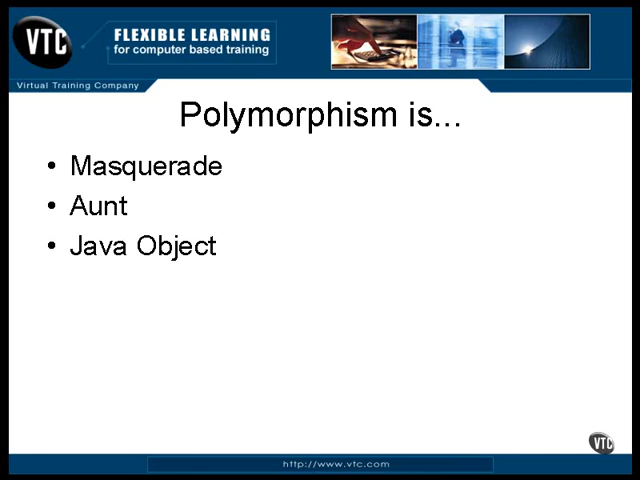 VTC
FLEXIBLE LEARNING
for computer based training
Virtual Training Company
Polymorphism is...
• Masquerade
• Aunt
• Java Object
VTC
http://www.vtc.com